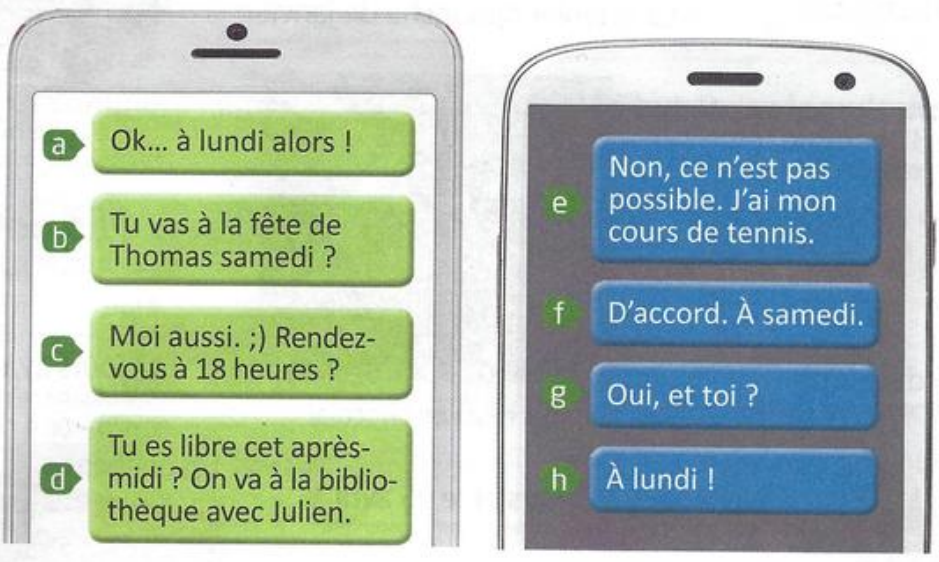 a
Ok... à lundi alors !
b
Tu vas à la fête de
Thomas samedi ?
c
Moi aussi. ;) Rendez-
vous à 18 heures ?
d
Tu es libre cet après-
midi ? On va à la biblio-
thèque avec Julien.
e
Non, ce n'est pas
possible. J'ai mon
cours de tennis.
f
D'accord. À samedi.
g
Oui, et toi ?
h
À lundi !